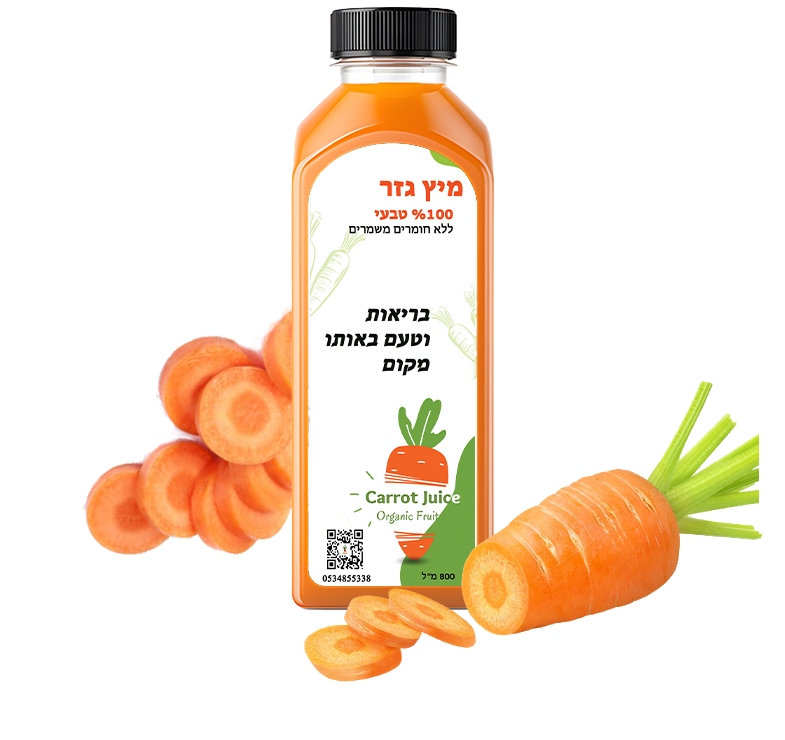 מיץ גזר
100% טבעי
ללא חומרים משמרים
בריאות
וטעם באותו
מקום
Carrot Juice
Organic Fruit
0534855338
800 מ"ל